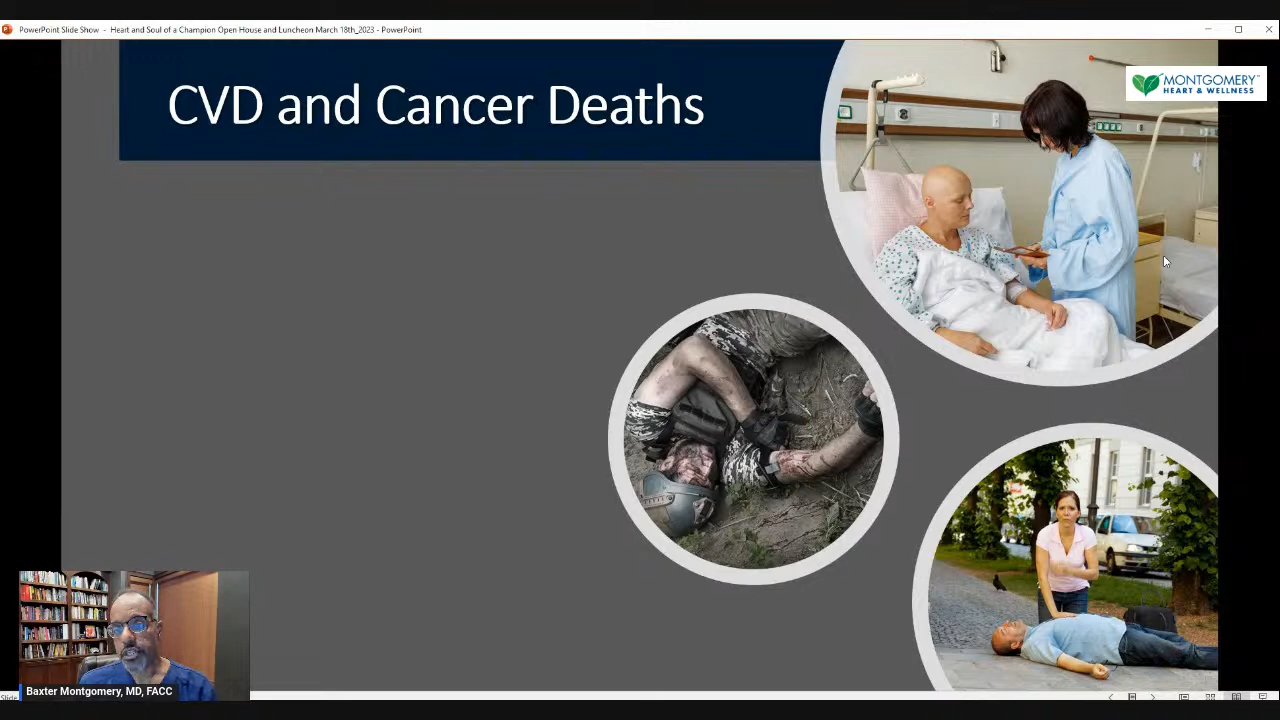 PowerPoint Slide Show - Heart and Soul of a Champion Open House and Luncheon March 18th_2023 - PowerPoint
CVD and Cancer Deaths
MONTGOMERY
HEART & WELLNESS
Baxter Montgomery, MD, FACC
Slide